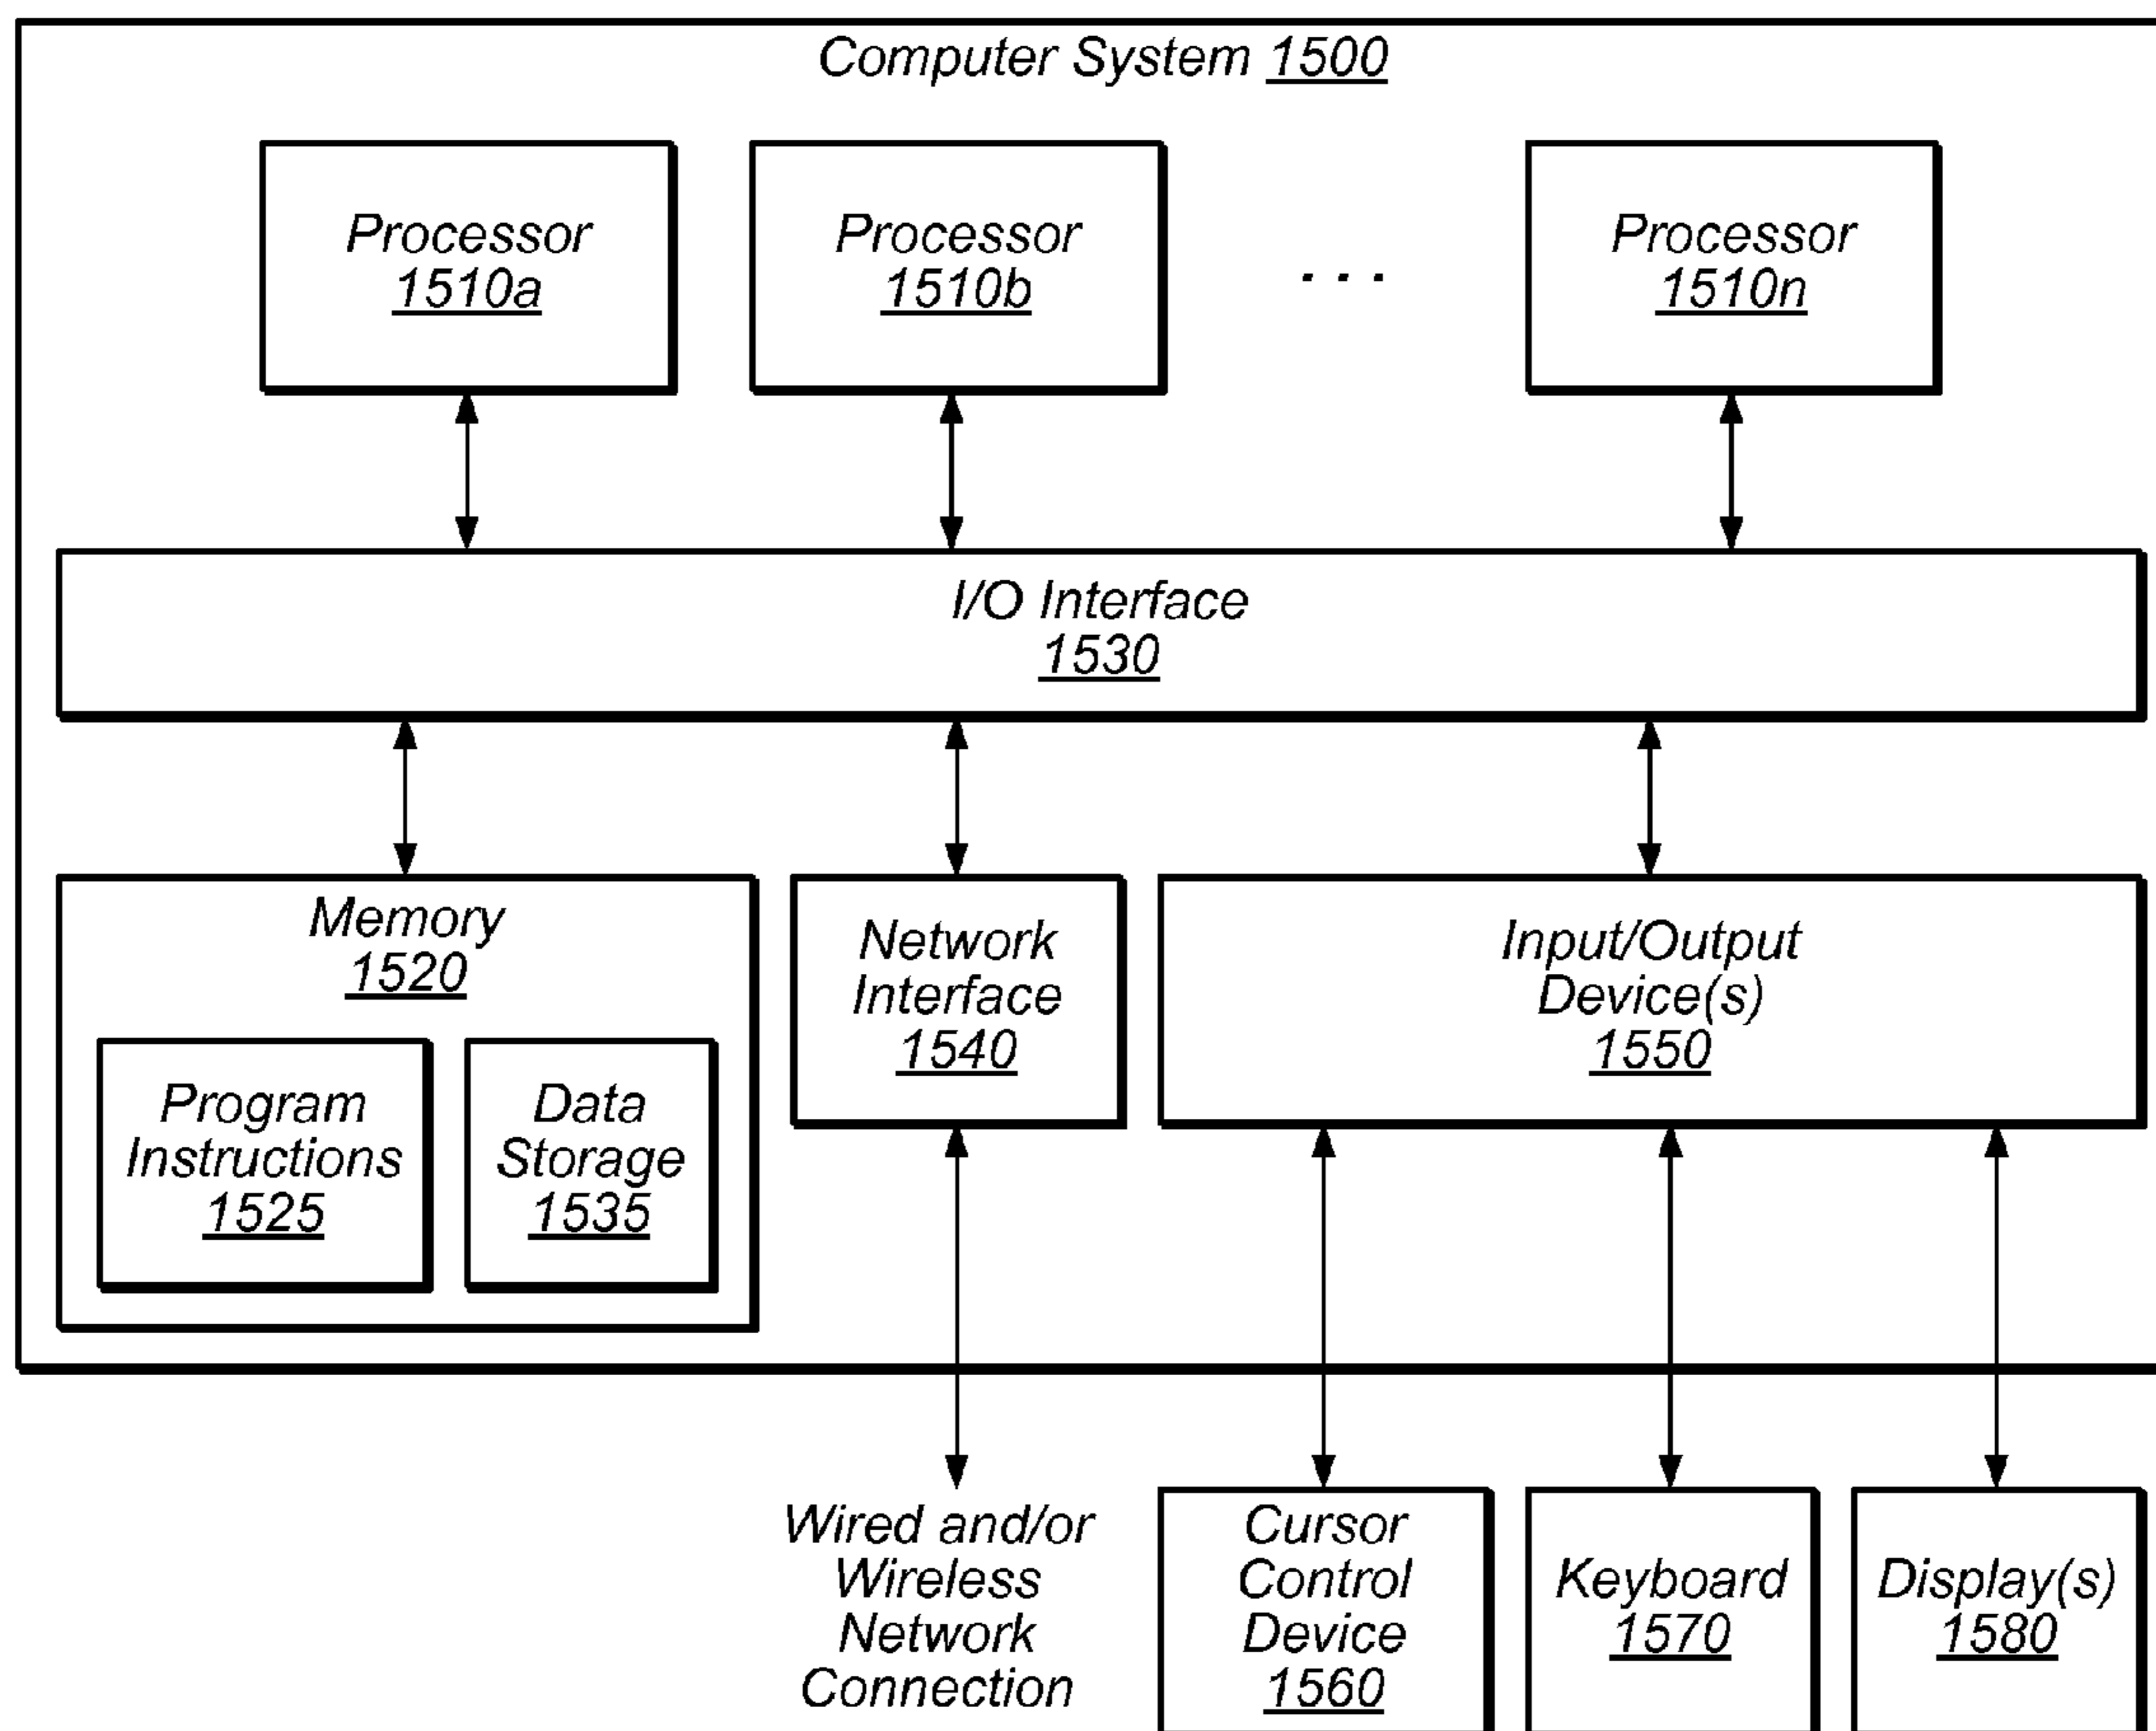 Computer System 1500
Processor
1510a
Processor
1510b
. . .
Processor
1510n
I/O Interface
1530
Memory
1520
Program
Instructions
1525
Data
Storage
1535
Network
Interface
1540
Input/Output
Device(s)
1550
Wired and/or
Wireless
Network
Connection
Cursor
Control
Device
1560
Keyboard
1570
Display(s)
1580